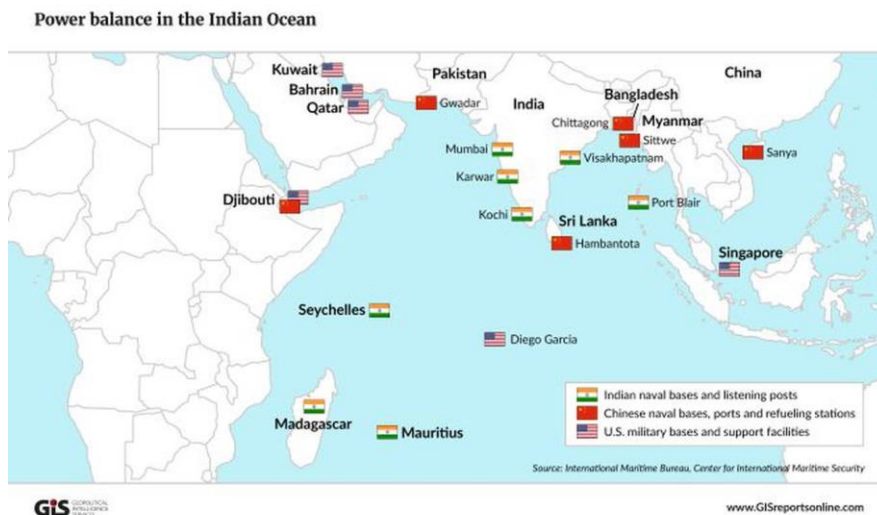 Power balance in the Indian Ocean
Kuwait
Bahrain
Qatar
Pakistan
Gwadar
India
Bangladesh
China
Chittagong
Myanmar
Sittwe
Sanya
Mumbai
Visakhapatnam
Karwar
Djibouti
Kochi
Port Blair
Sri Lanka
Hambantota
Singapore
Seychelles
Diego Garcia
Madagascar
Mauritius
Indian naval bases and listening posts
Chinese naval bases, ports and refueling stations
U.S. military bases and support facilities
Source: International Maritime Bureau, Center for International Maritime Security
GIS
GEOPOLITICAL
INTELLIGENCE
SERVICES
www.GISreportsonline.com